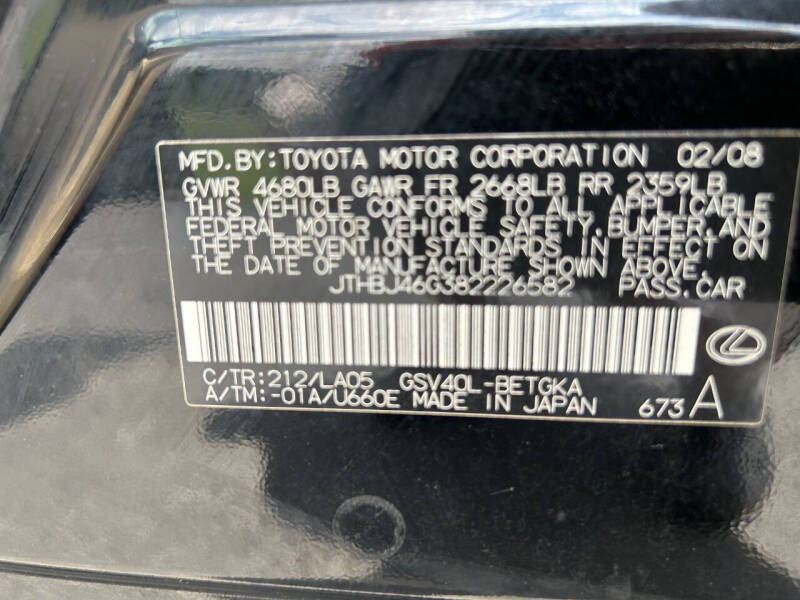 MFD.BY:TOYOTA MOTOR CORPORATION 02/08
GVWR 4680LB GAWR FR 2668LB RR 2359LB
THIS VEHICLE CONFORMS TO ALL APPLICABLE
FEDERAL MOTOR VEHICLE SAFETY,BUMPER,AND
THEFT PREVENTION STANDARDS IN EFFECT ON
THE DATE OF MANUFACTURE SHOWN ABOVE.
JTHBJ46G382226582 PASS.CAR
C/TR:212/LA05 GSV40L-BETGKA
A/TM:-01A/U660E MADE IN JAPAN 673A